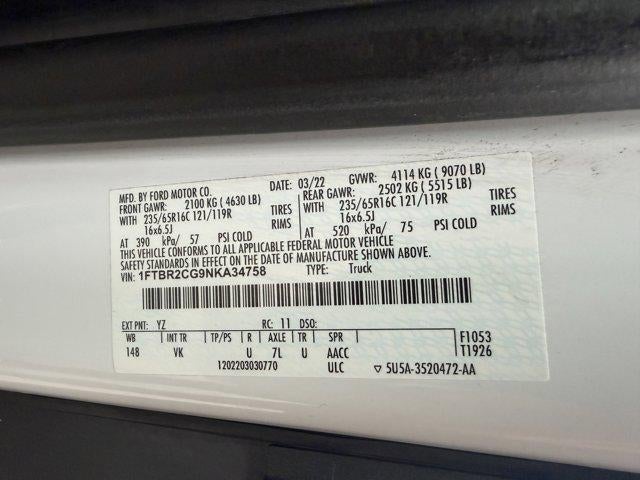 MFD. BY FORD MOTOR CO. DATE: 03/22 GVWR: 4114 KG ( 9070 LB)
FRONT GAWR: 2100 KG ( 4630 LB) REAR GAWR: 2502 KG ( 5515 LB)
WITH 235/65R16C 121/119R TIRES WITH 235/65R16C 121/119R TIRES
16x6.5J RIMS 16x6.5J RIMS
AT 390 kPa/ 57 PSI COLD AT 520 kPa/ 75 PSI COLD
THIS VEHICLE CONFORMS TO ALL APPLICABLE FEDERAL MOTOR VEHICLE
SAFETY STANDARDS IN EFFECT ON THE DATE OF MANUFACTURE SHOWN ABOVE.
VIN: 1FTBR2CG9NKA34758 TYPE: Truck
EXT PNT: YZ RC: 11 DSO:
WB INT TR TP/PS R AXLE TR SPR F1053
148 VK U 7L U AACC T1926
1202203030770 ULC ▽ 5U5A-3520472-AA